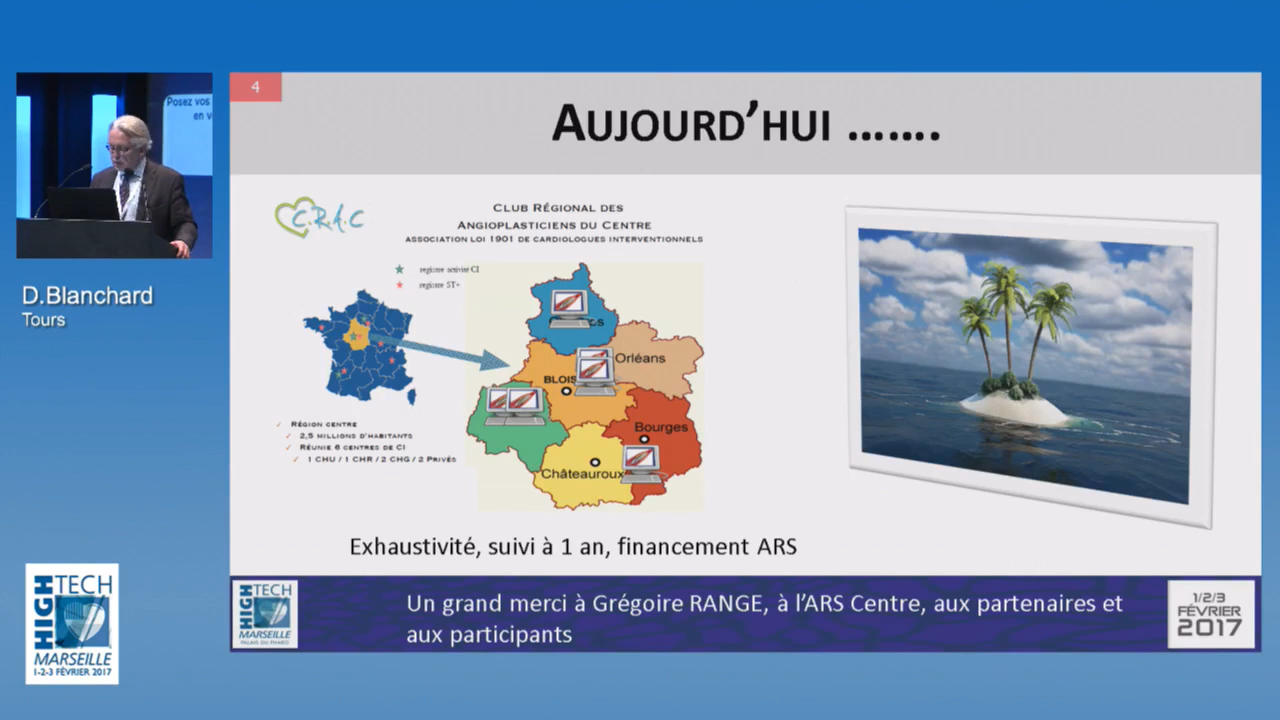 Posez vos
en v
D.Blanchard
Tours
HIGH TECH
MARSEILLE
1-2-3 FÉVRIER 2017
4
AUJOURD'HUI .......
C.R.A.C
CLUB RÉGIONAL DES
ANGIOPLASTICIENS DU CENTRE
ASSOCIATION LOI 1901 DE CARDIOLOGUES INTERVENTIONNELS
registre activité CI
registre ST+
Orléans
BLOIS
Bourges
Châteauroux
✓ RÉGION CENTRE
✓ 2,5 MILLIONS D'HABITANTS
✓ RÉUNIE 6 CENTRES DE CI
✓ 1 CHU / 1 CHR / 2 CHG / 2 PRIVÉS
Exhaustivité, suivi à 1 an, financement ARS
HIGH TECH
MARSEILLE
PALAIS DU PHARO
Un grand merci à Grégoire RANGE, à l'ARS Centre, aux partenaires et
aux participants
1/2/3
FÉVRIER
2017